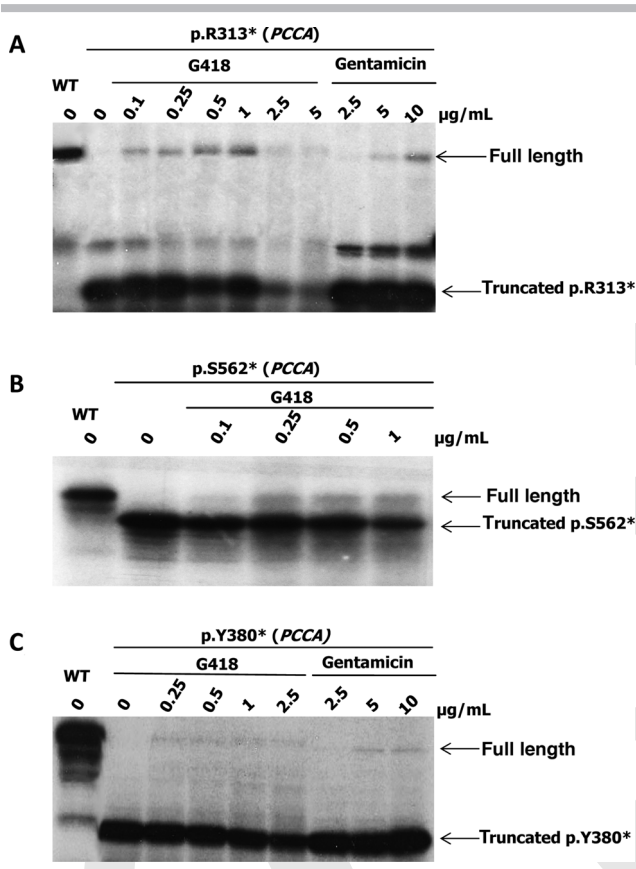 A
p.R313* (PCCA)
G418 Gentamicin
WT
0 0 0.1 0.25 0.5 1 2.5 5 2.5 5 10 µg/mL
Full length
Truncated p.R313*
B
p.S562* (PCCA)
G418
WT
0 0 0.1 0.25 0.5 1 µg/mL
Full length
Truncated p.S562*
C
p.Y380* (PCCA)
G418 Gentamicin
WT
0 0 0.25 0.5 1 2.5 2.5 5 10 µg/mL
Full length
Truncated p.Y380*